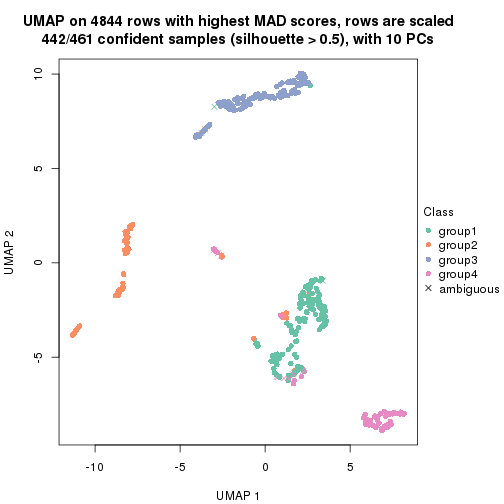 UMAP on 4844 rows with highest MAD scores, rows are scaled
442/461 confident samples (silhouette > 0.5), with 10 PCs
10
5
0
-5
UMAP 2
-10
-5
0
5
UMAP 1
Class
group1
group2
group3
group4
ambiguous